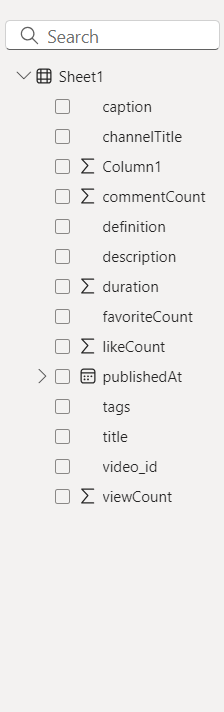 Search
Sheet1
caption
channelTitle
Column1
commentCount
definition
description
duration
favoriteCount
likeCount
publishedAt
tags
title
video_id
viewCount